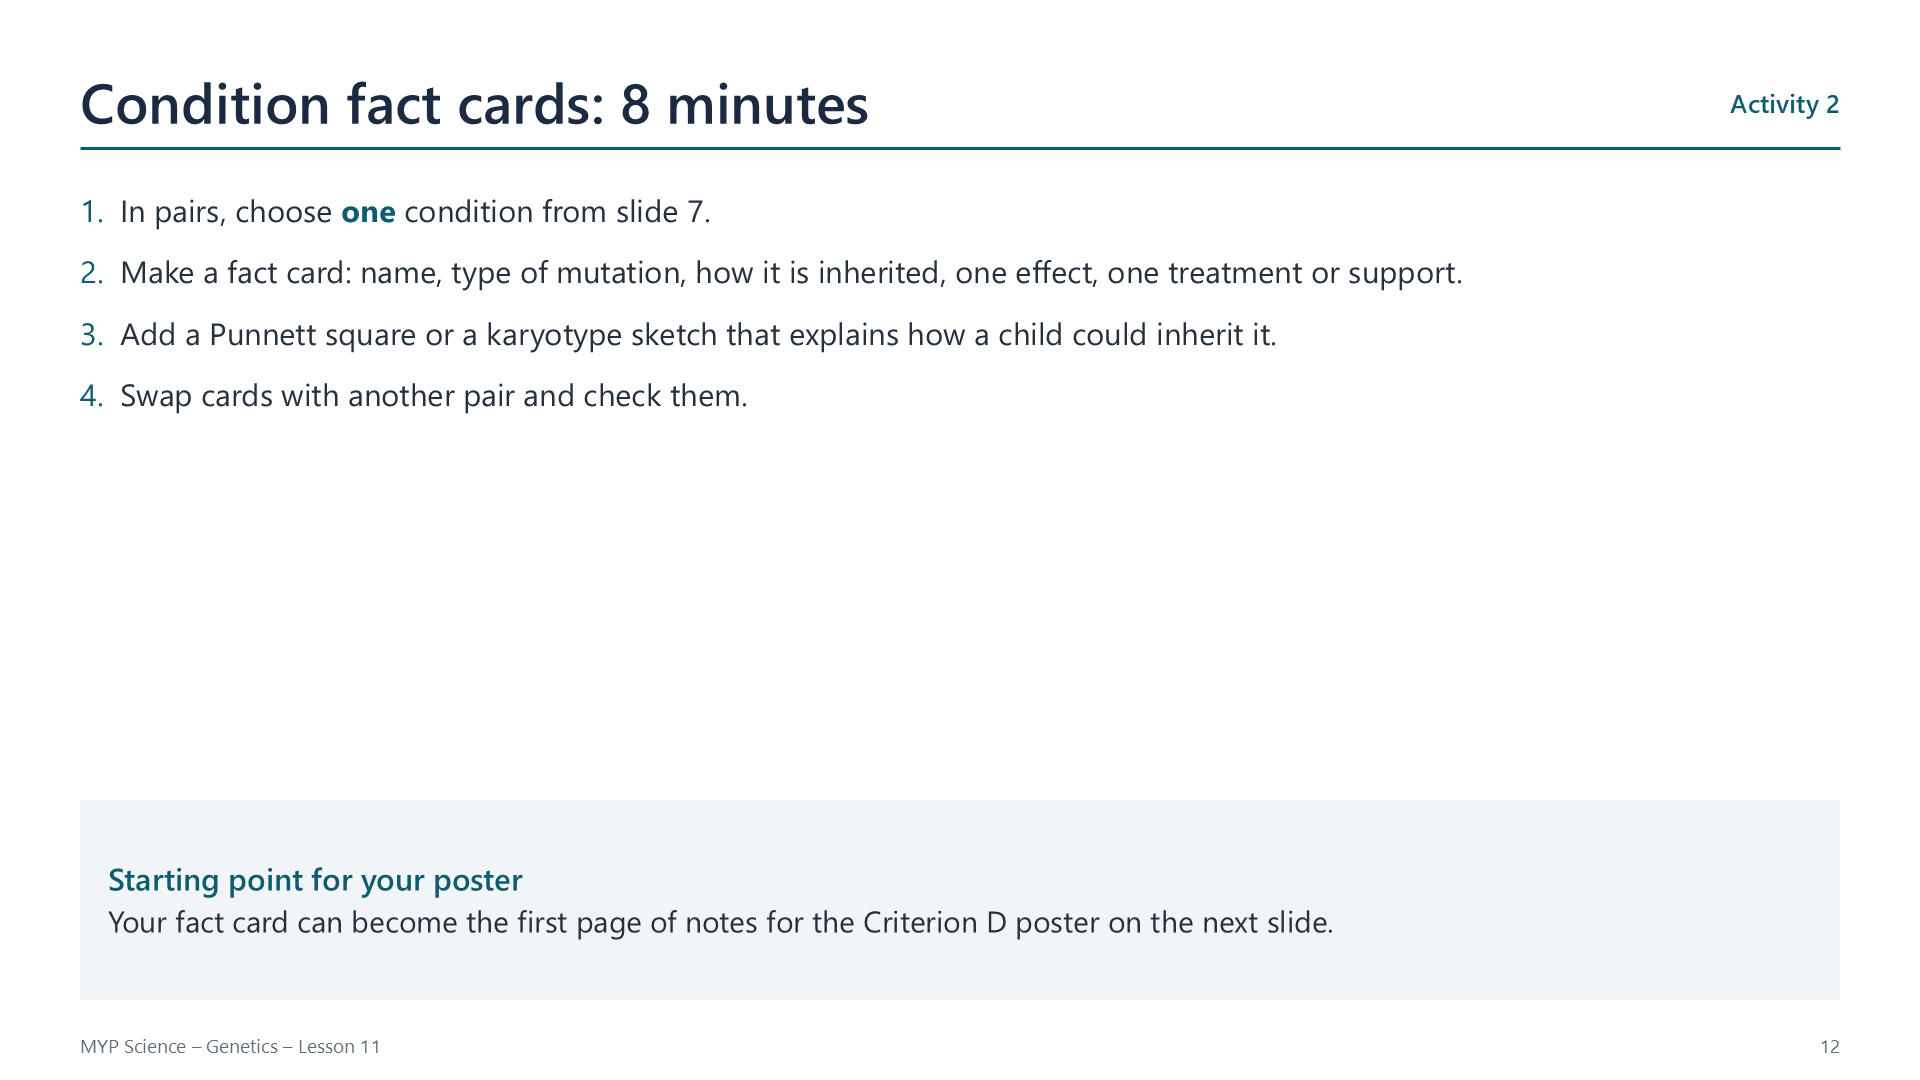 Condition fact cards: 8 minutes
Activity 2
1. In pairs, choose one condition from slide 7.
2. Make a fact card: name, type of mutation, how it is inherited, one effect, one treatment or support.
3. Add a Punnett square or a karyotype sketch that explains how a child could inherit it.
4. Swap cards with another pair and check them.
Starting point for your poster
Your fact card can become the first page of notes for the Criterion D poster on the next slide.
MYP Science – Genetics – Lesson 11
12